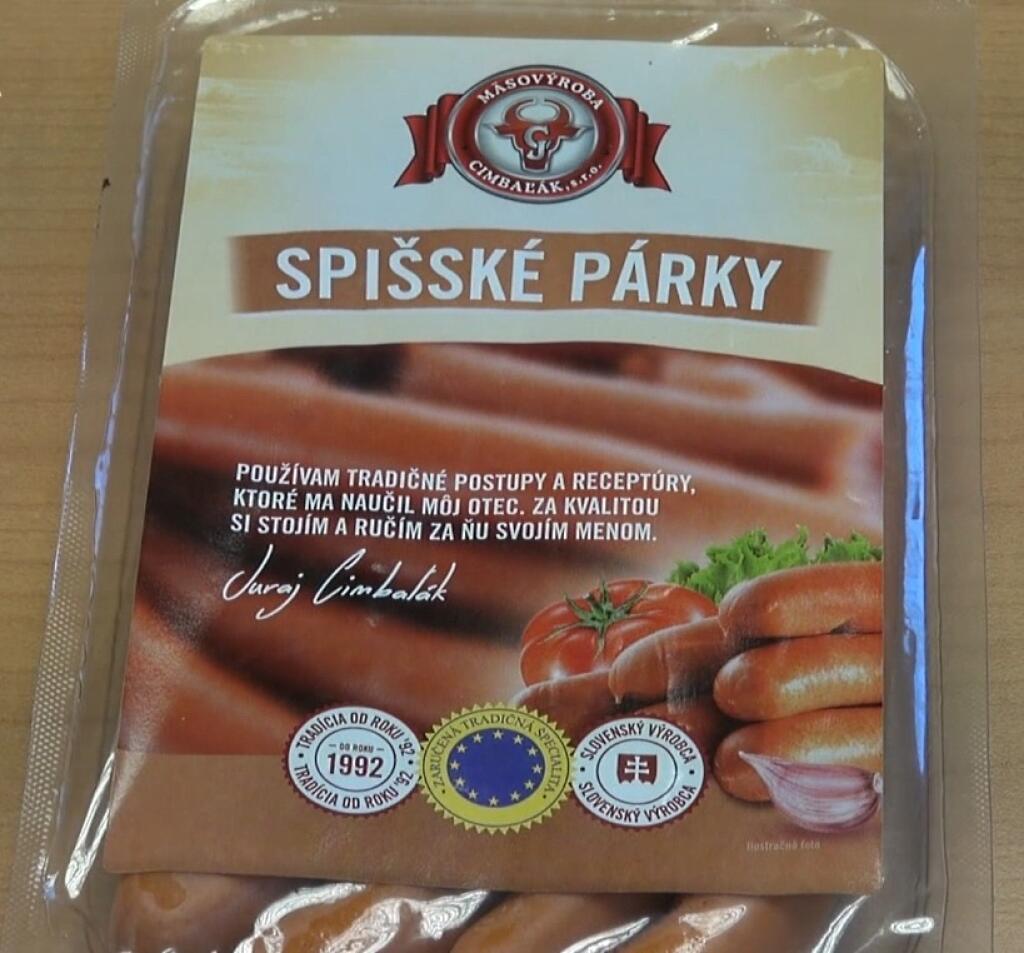 MÄSOVÝROBA
CJ
CIMBAĽÁK, s.r.o.
SPIŠSKÉ PÁRKY
POUŽÍVAM TRADIČNÉ POSTUPY A RECEPTÚRY,
KTORÉ MA NAUČIL MÔJ OTEC. ZA KVALITOU
SI STOJÍM A RUČÍM ZA ŇU SVOJÍM MENOM.
Juraj Cimbalák
TRADÍCIA OD ROKU '92
OD ROKU
1992
TRADÍCIA OD ROKU '92
ZARUČENÁ TRADIČNÁ ŠPECIALITA
SLOVENSKÝ VÝROBCA
SLOVENSKÝ VÝROBCA
Ilustračné foto